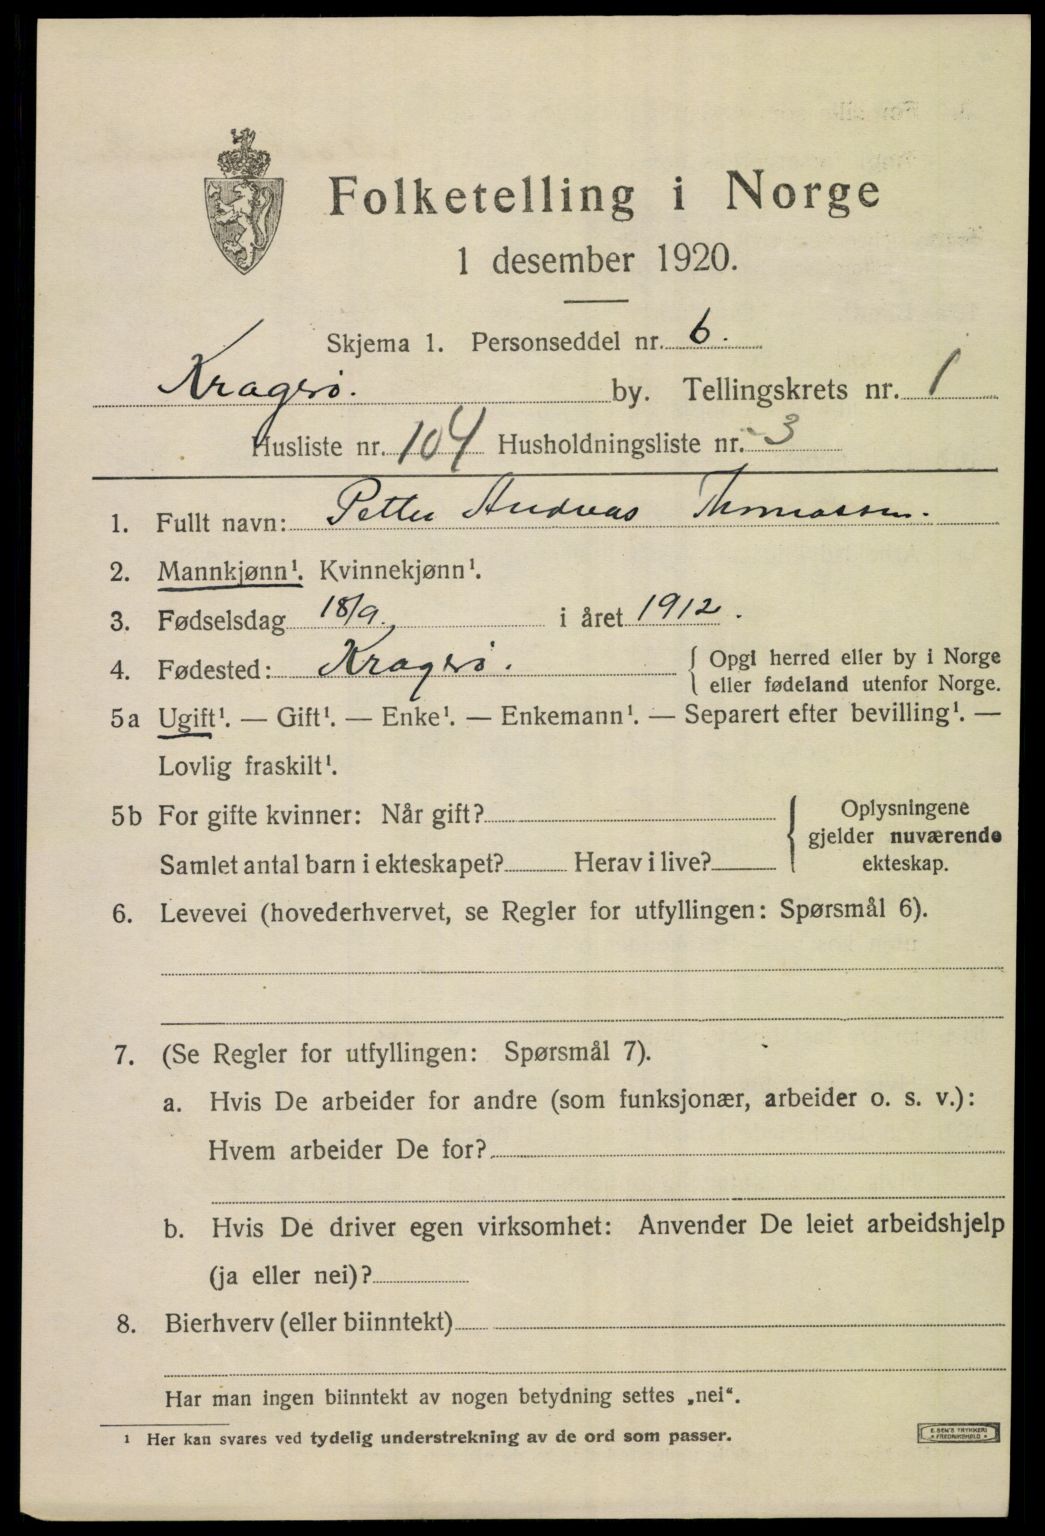 Folketelling i Norge
1 desember 1920.
Skjema 1. Personseddel nr. 6.
Kragerø. by. Tellingskrets nr. 1
Husliste nr. 104 Husholdningsliste nr. 3
1. Fullt navn: Petter Andreas Thomassen.
2. Mannkjønn¹. Kvinnekjønn¹.
3. Fødselsdag 18/9. i året 1912.
4. Fødested: Kragerø. { Opgi herred eller by i Norge
eller fødeland utenfor Norge.
5a Ugift¹. — Gift¹. — Enke¹. — Enkemann¹. — Separert efter bevilling¹. —
Lovlig fraskilt¹.
5b For gifte kvinner: Når gift? { Oplysningene
gjelder nuværende
Samlet antal barn i ekteskapet? Herav i live? ekteskap.
6. Levevei (hovederhvervet, se Regler for utfyllingen: Spørsmål 6).
7. (Se Regler for utfyllingen: Spørsmål 7).
a. Hvis De arbeider for andre (som funksjonær, arbeider o. s. v.):
Hvem arbeider De for?
b. Hvis De driver egen virksomhet: Anvender De leiet arbeidshjelp
(ja eller nei)?
8. Bierhverv (eller biinntekt)
Har man ingen biinntekt av nogen betydning settes „nei“.
¹ Her kan svares ved tydelig understrekning av de ord som passer.
E. SEM'S TRYKKERI
• FREDRIKSHALD •